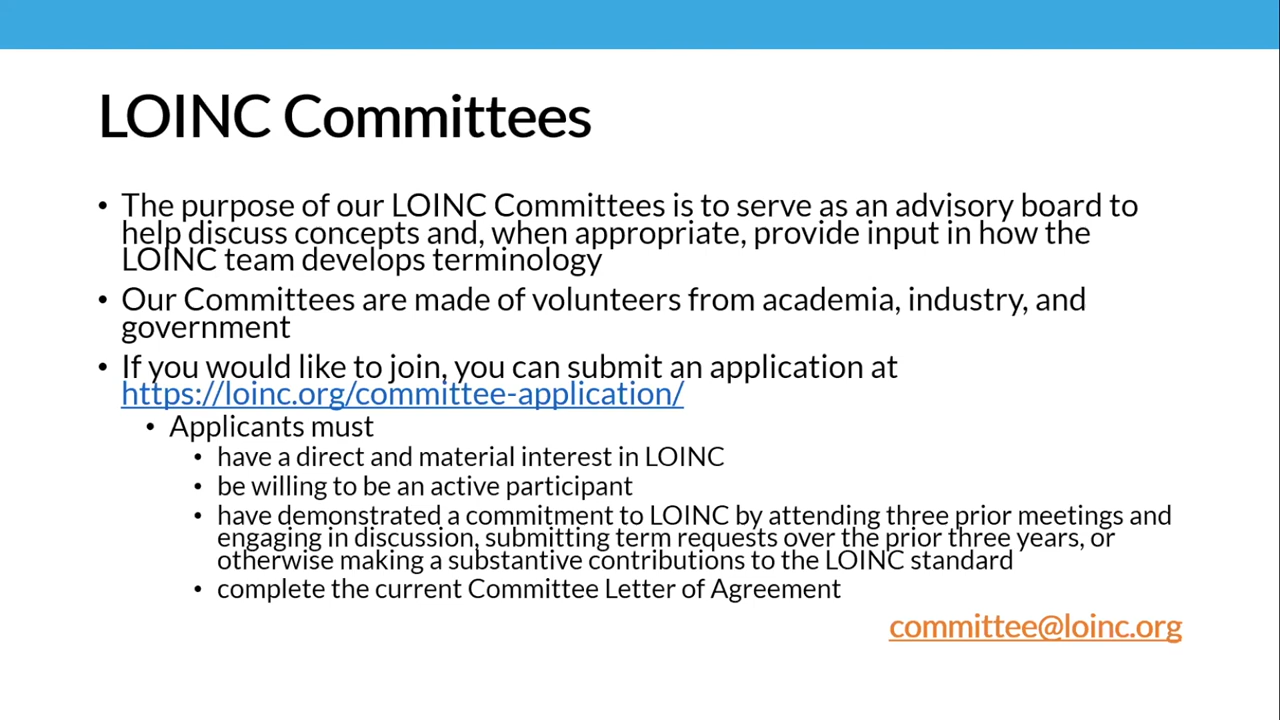 LOINC Committees
• The purpose of our LOINC Committees is to serve as an advisory board to
help discuss concepts and, when appropriate, provide input in how the
LOINC team develops terminology
• Our Committees are made of volunteers from academia, industry, and
government
• If you would like to join, you can submit an application at
https://loinc.org/committee-application/
• Applicants must
• have a direct and material interest in LOINC
• be willing to be an active participant
• have demonstrated a commitment to LOINC by attending three prior meetings and
engaging in discussion, submitting term requests over the prior three years, or
otherwise making a substantive contributions to the LOINC standard
• complete the current Committee Letter of Agreement
committee@loinc.org